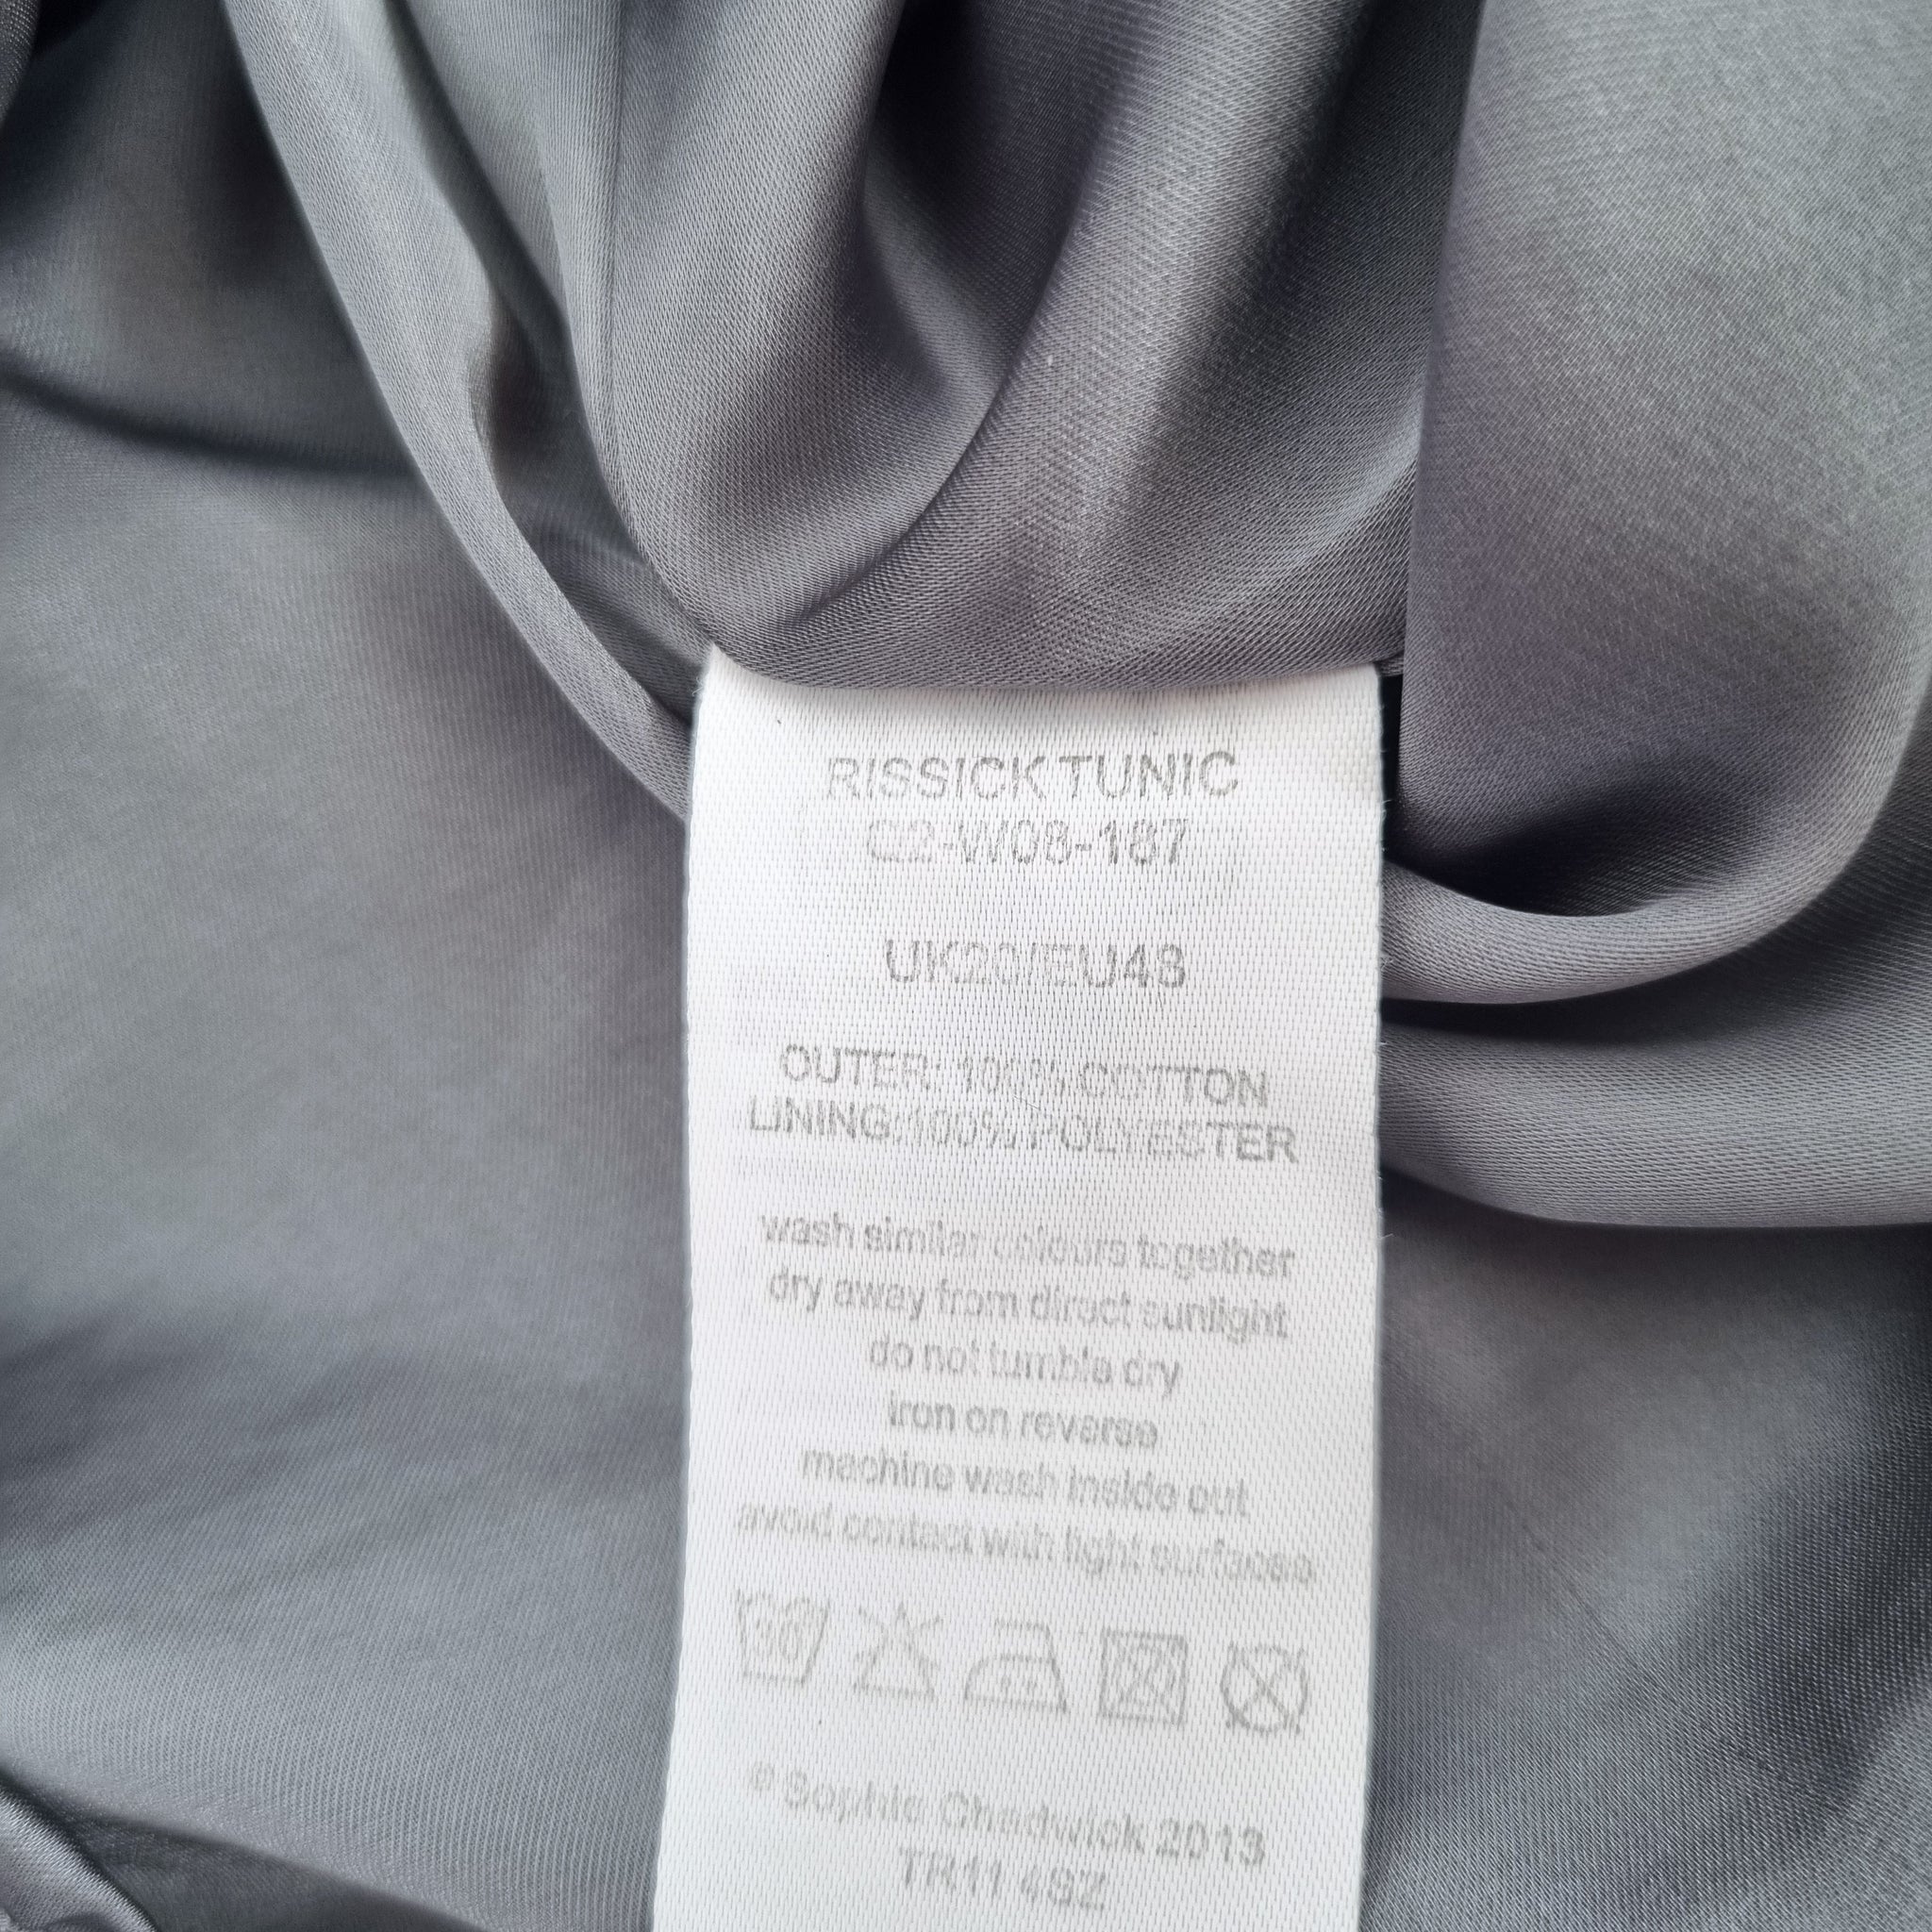 RISSICK TUNIC
C2-W08-187
UK20/EU48
OUTER: 100% COTTON
LINING: 100% POLYESTER
wash similar colours together
dry away from direct sunlight
do not tumble dry
iron on reverse
machine wash inside out
avoid contact with light surfaces
© Sophie Chadwick 2013
TR11 4SZ